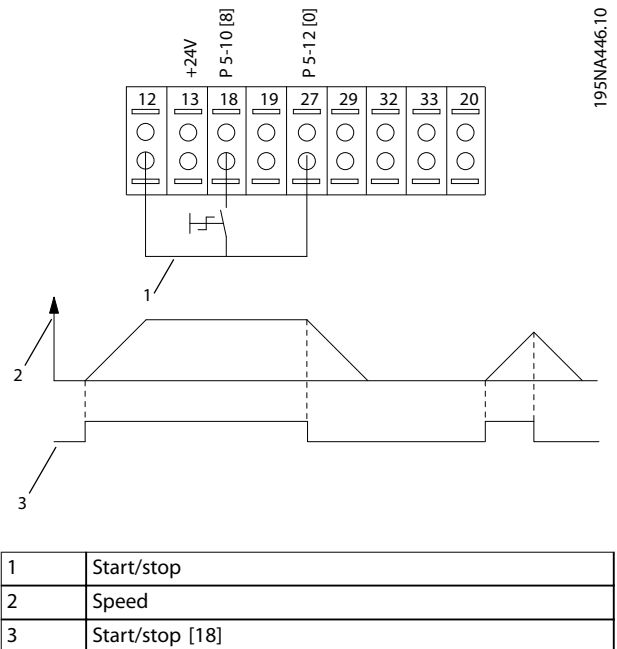 +24V
P 5-10 [8]
P 5-12 [0]
195NA446.10
12 13 18 19 27 29 32 33 20
1
2
3
1 Start/stop
2 Speed
3 Start/stop [18]